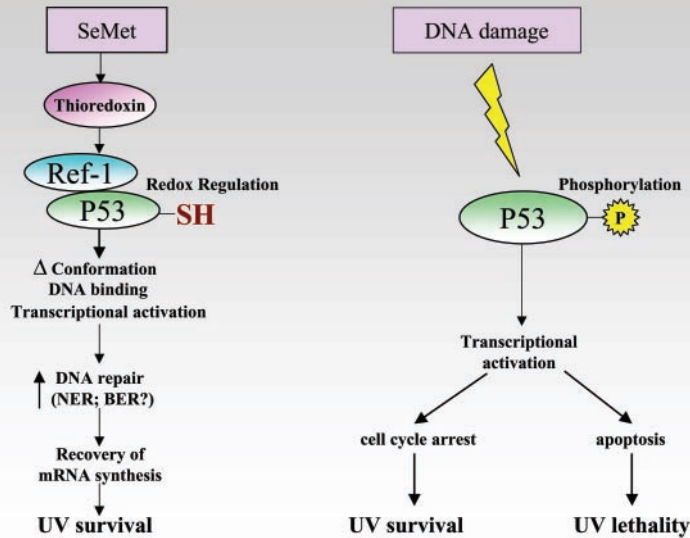 SeMet
Thioredoxin
Ref-1
Redox Regulation
P53
SH
Δ Conformation
DNA binding
Transcriptional activation
DNA repair
(NER; BER?)
Recovery of
mRNA synthesis
UV survival
DNA damage
Phosphorylation
P53
P
Transcriptional
activation
cell cycle arrest
apoptosis
UV survival
UV lethality